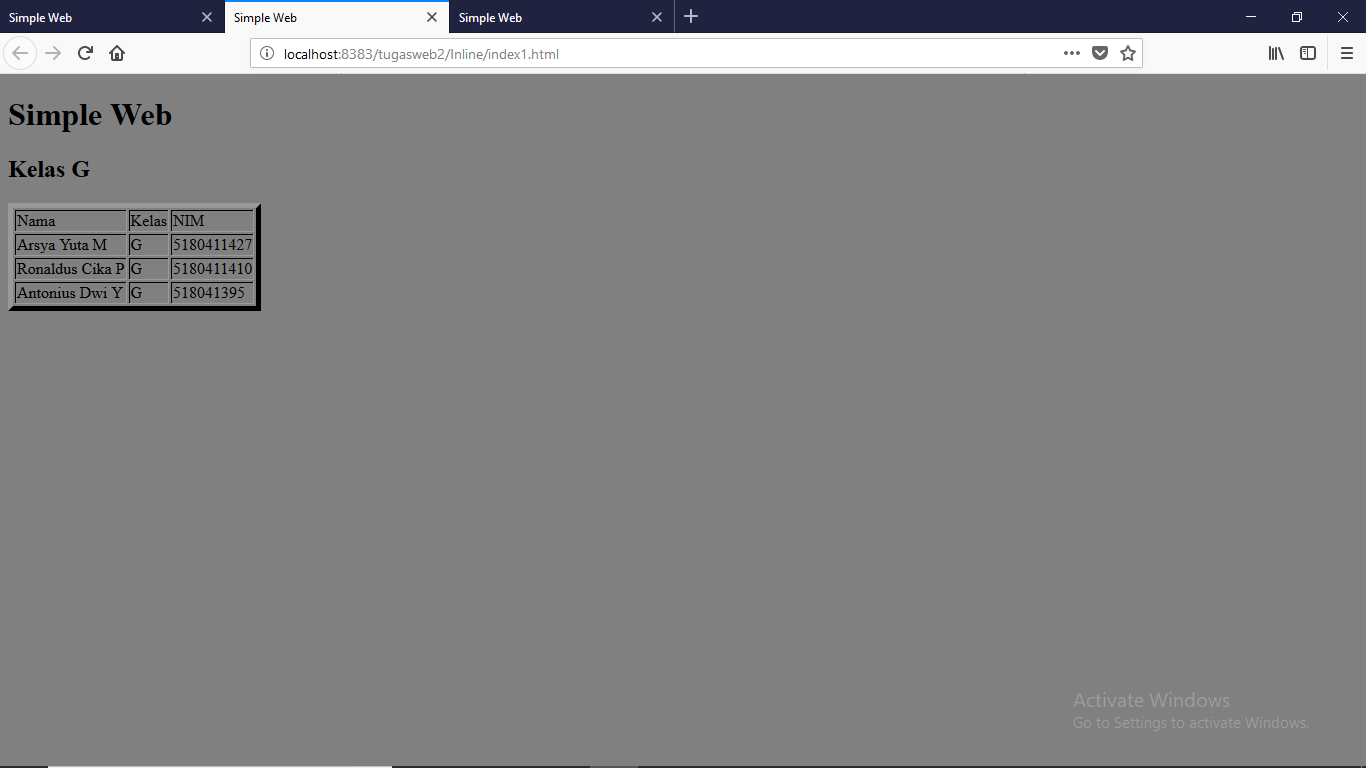 Simple Web Simple Web Simple Web
localhost:8383/tugasweb2/Inline/index1.html
Simple Web
Kelas G
Nama Kelas NIM
Arsya Yuta M G 5180411427
Ronaldus Cika P G 5180411410
Antonius Dwi Y G 518041395
Activate Windows
Go to Settings to activate Windows.